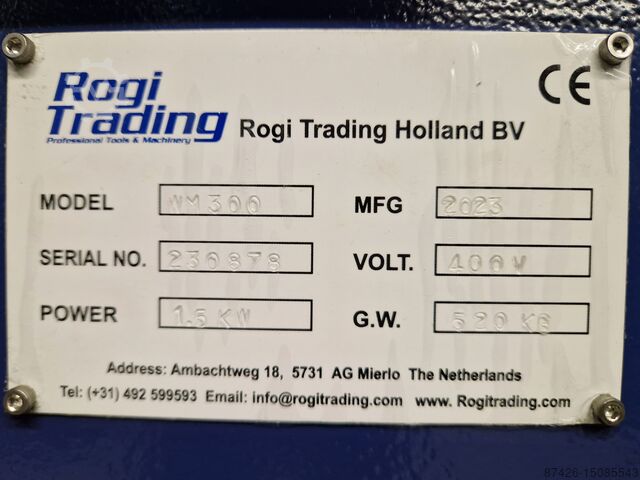 Rogi
Trading
Professional Tools & Machinery
Rogi Trading Holland BV
CE
MODEL NM300
MFG 2023
SERIAL NO. 230878
VOLT. 400V
POWER 1.5KW
G.W. 520KG
Address: Ambachtweg 18, 5731 AG Mierlo The Netherlands
Tel: (+31) 492 599593 Email: info@rogitrading.com www. Rogitrading.com
87426-15085543